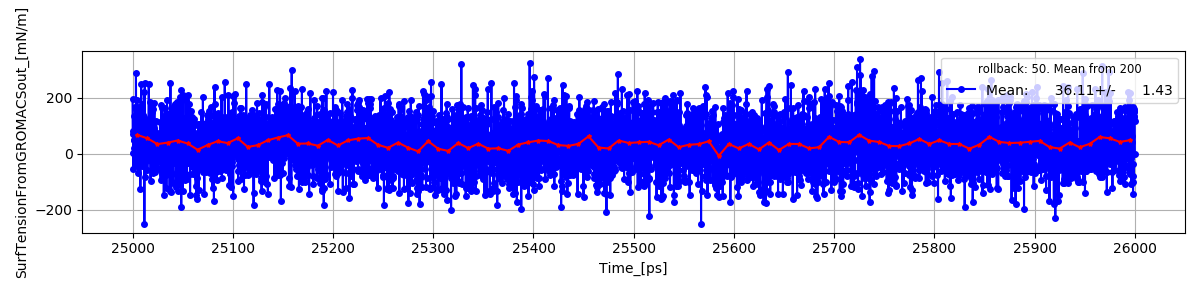 SurfTensionFromGROMACSout_[mN/m]
200
0
−200
rollback: 50. Mean from 200
Mean: 36.11+/- 1.43
25000 25100 25200 25300 25400 25500 25600 25700 25800 25900 26000
Time_[ps]